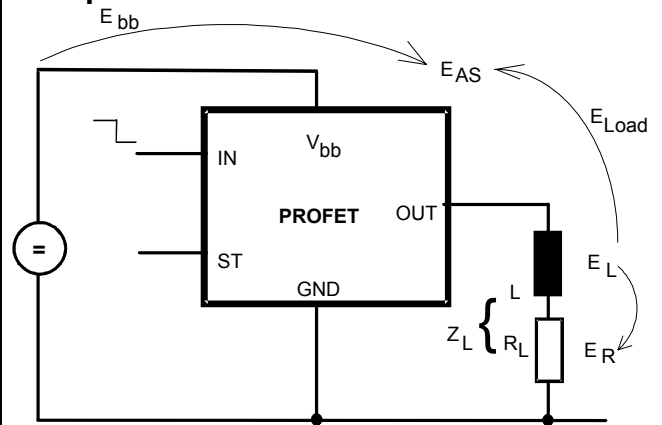 E bb
E AS
E Load
V bb
IN
PROFET
OUT
=
ST
GND
L
E L
Z L { R L
E R